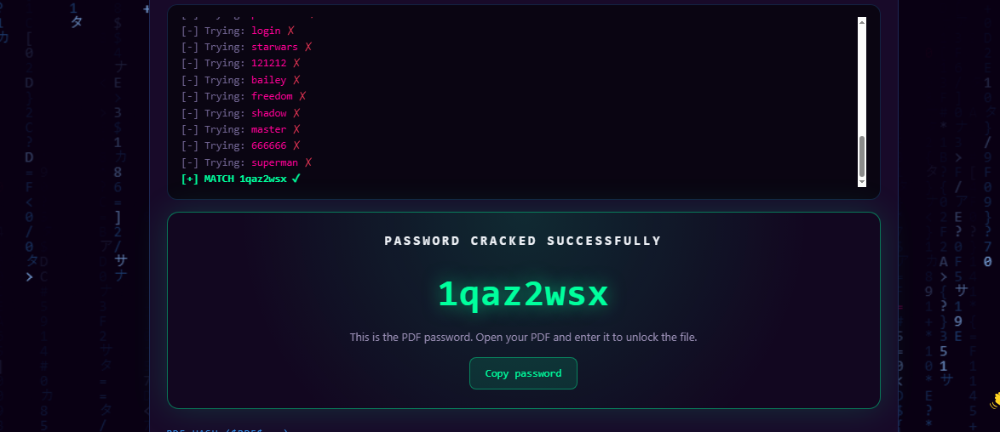 [-] Trying: login ✗
[-] Trying: starwars ✗
[-] Trying: 121212 ✗
[-] Trying: bailey ✗
[-] Trying: freedom ✗
[-] Trying: shadow ✗
[-] Trying: master ✗
[-] Trying: 666666 ✗
[-] Trying: superman ✗
[+] MATCH 1qaz2wsx ✓
PASSWORD CRACKED SUCCESSFULLY
1qaz2wsx
This is the PDF password. Open your PDF and enter it to unlock the file.
Copy password